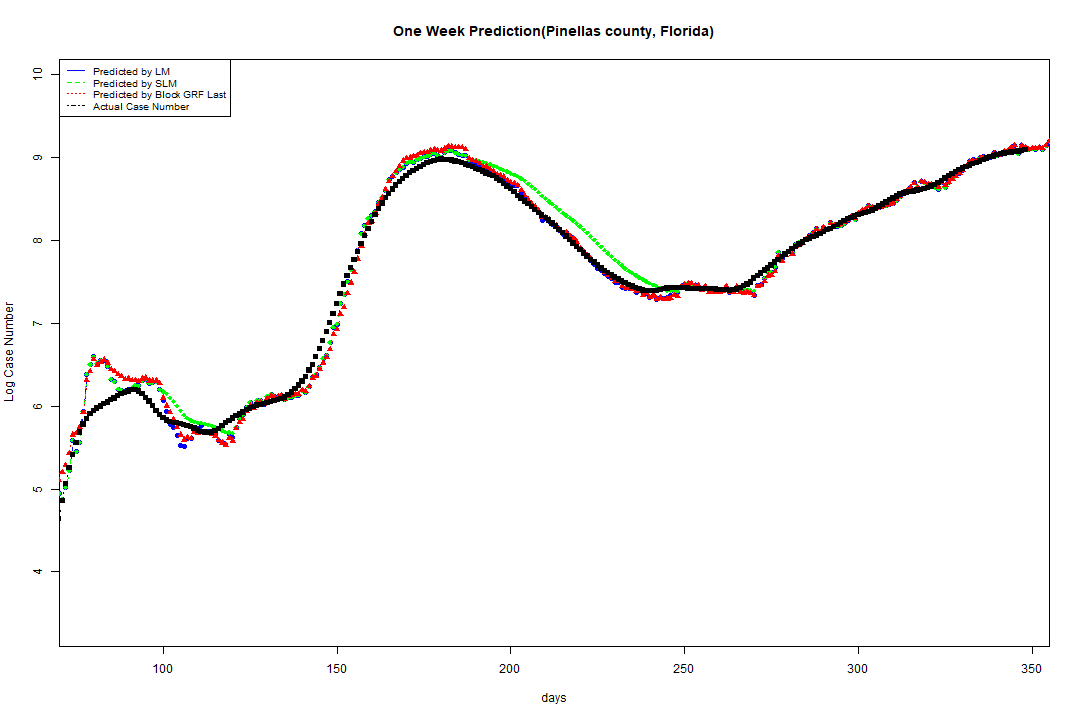 One Week Prediction(Pinellas county, Florida)
Predicted by LM
Predicted by SLM
Predicted by Block GRF Last
Actual Case Number
10
9
8
7
6
5
4
Log Case Number
100 150 200 250 300 350
days